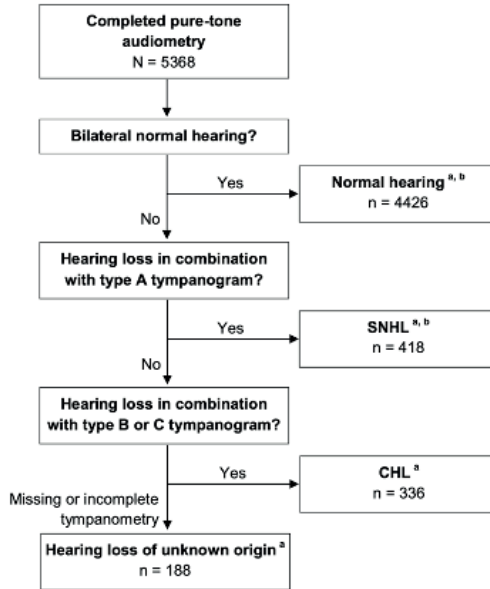 Completed pure-tone
audiometry
N = 5368
Bilateral normal hearing?
Yes
Normal hearing a, b
n = 4426
No
Hearing loss in combination
with type A tympanogram?
Yes
SNHL a, b
n = 418
No
Hearing loss in combination
with type B or C tympanogram?
Yes
CHL a
n = 336
Missing or incomplete
tympanometry
Hearing loss of unknown origin a
n = 188